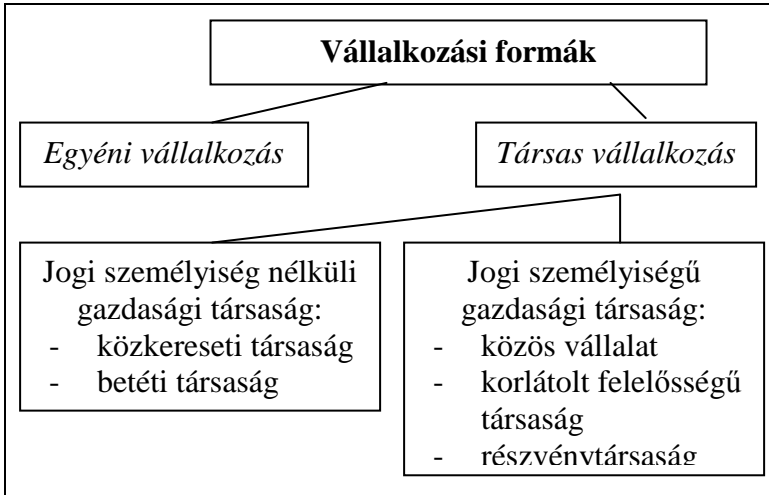 Vállalkozási formák
Egyéni vállalkozás
Társas vállalkozás
Jogi személyiség nélküli
gazdasági társaság:
- közkereseti társaság
- betéti társaság
Jogi személyiségű
gazdasági társaság:
- közös vállalat
- korlátolt felelősségű
társaság
- részvénytársaság